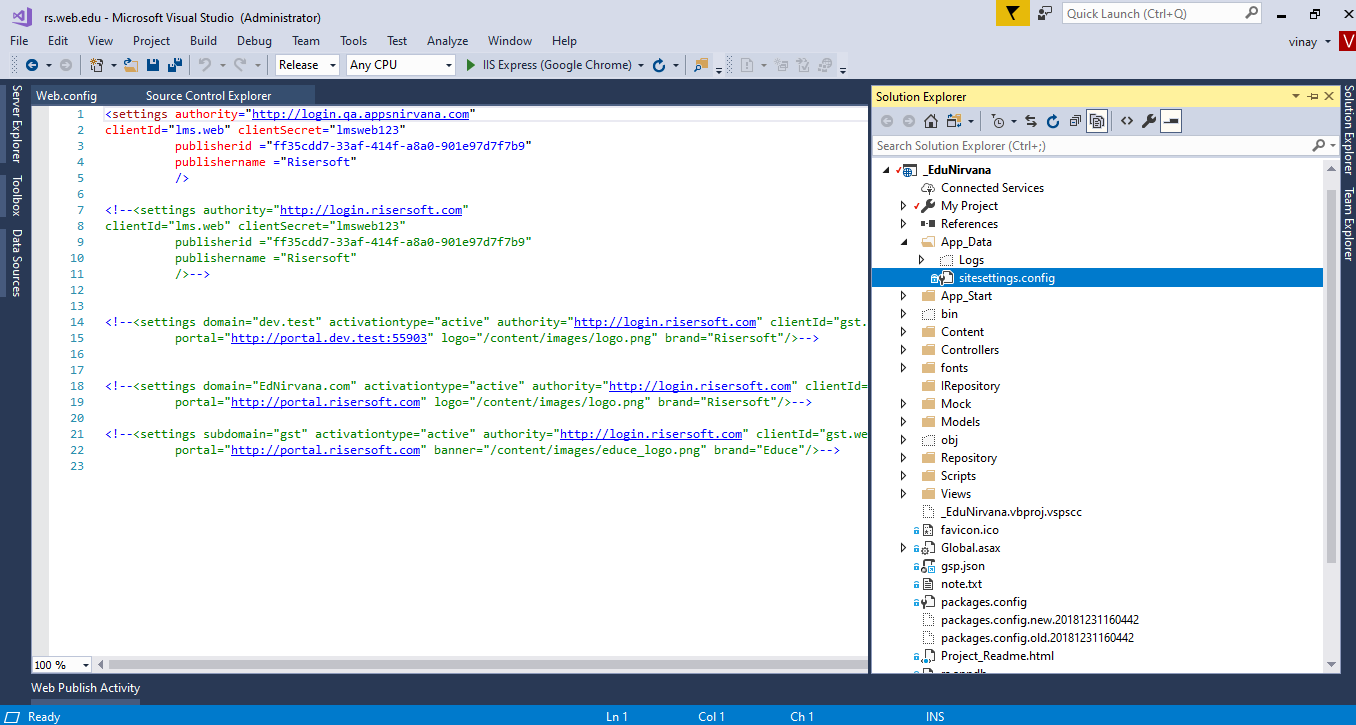 rs.web.edu - Microsoft Visual Studio (Administrator)
Quick Launch (Ctrl+Q)
File Edit View Project Build Debug Team Tools Test Analyze Window Help
vinay
V
Release Any CPU IIS Express (Google Chrome)
Server Explorer
Toolbox
Data Sources
Web.config Source Control Explorer
1 <settings authority="http://login.qa.appsnirvana.com"
2 clientId="lms.web" clientSecret="lmsweb123"
3 publisherid ="ff35cdd7-33af-414f-a8a0-901e97d7f7b9"
4 publishername ="Risersoft"
5 />
6
7 <!--<settings authority="http://login.risersoft.com"
8 clientId="lms.web" clientSecret="lmsweb123"
9 publisherid ="ff35cdd7-33af-414f-a8a0-901e97d7f7b9"
10 publishername ="Risersoft"
11 />-->
12
13
14 <!--<settings domain="dev.test" activationtype="active" authority="http://login.risersoft.com" clientId="gst.
15 portal="http://portal.dev.test:55903" logo="/content/images/logo.png" brand="Risersoft"/>-->
16
17
18 <!--<settings domain="EdNirvana.com" activationtype="active" authority="http://login.risersoft.com" clientId=
19 portal="http://portal.risersoft.com" logo="/content/images/logo.png" brand="Risersoft"/>-->
20
21 <!--<settings subdomain="gst" activationtype="active" authority="http://login.risersoft.com" clientId="gst.we
22 portal="http://portal.risersoft.com" banner="/content/images/educe_logo.png" brand="Educe"/>-->
23
100 %
Solution Explorer
Search Solution Explorer (Ctrl+;)
_EduNirvana
Connected Services
My Project
References
App_Data
Logs
sitesettings.config
App_Start
bin
Content
Controllers
fonts
IRepository
Mock
Models
obj
Repository
Scripts
Views
_EduNirvana.vbproj.vspscc
favicon.ico
Global.asax
gsp.json
note.txt
packages.config
packages.config.new.20181231160442
packages.config.old.20181231160442
Project_Readme.html
Solution Explorer
Team Explorer
Web Publish Activity
Ready Ln 1 Col 1 Ch 1 INS